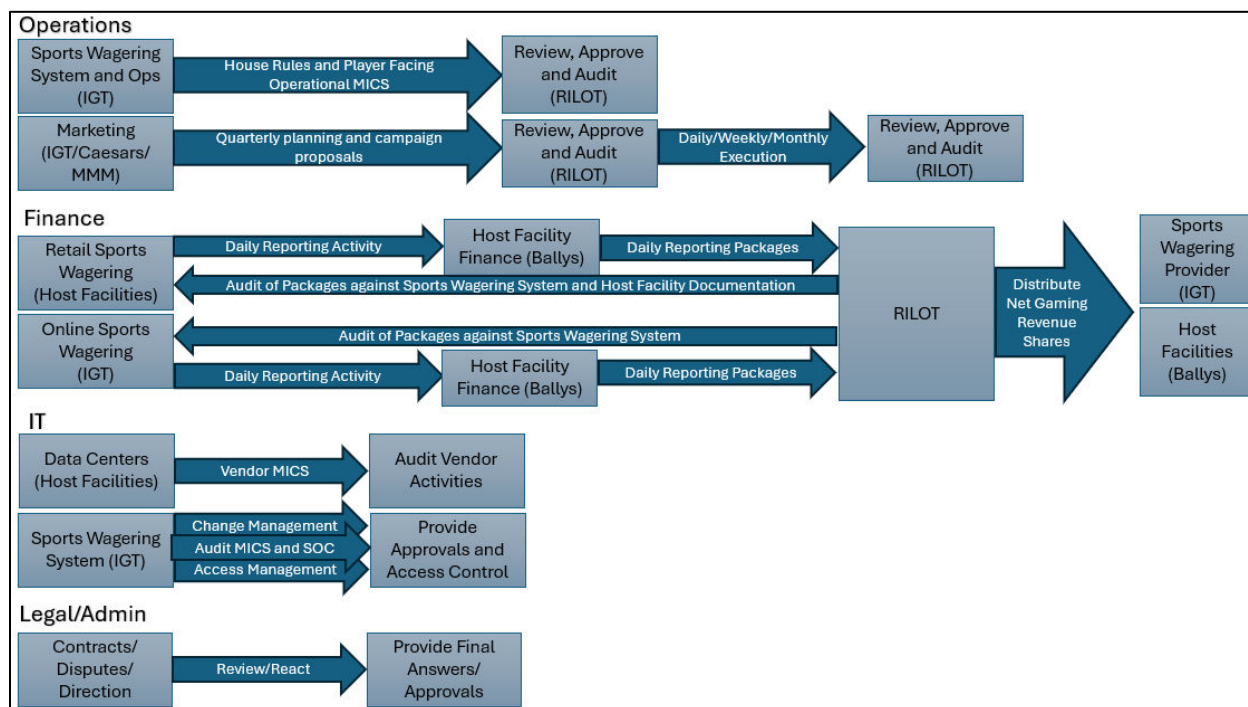 Operations
Sports Wagering
System and Ops
(IGT)
House Rules and Player Facing
Operational MICS
Review, Approve
and Audit
(RILOT)
Marketing
(IGT/Caesars/
MMM)
Quarterly planning and campaign
proposals
Review, Approve
and Audit
(RILOT)
Daily/Weekly/Monthly
Execution
Review, Approve
and Audit
(RILOT)
Finance
Retail Sports
Wagering
(Host Facilities)
Daily Reporting Activity
Host Facility
Finance (Ballys)
Daily Reporting Packages
Audit of Packages against Sports Wagering System and Host Facility Documentation
Online Sports
Wagering
(IGT)
Audit of Packages against Sports Wagering System
Daily Reporting Activity
Host Facility
Finance (Ballys)
Daily Reporting Packages
RILOT
Distribute
Net Gaming
Revenue
Shares
Sports
Wagering
Provider
(IGT)
Host
Facilities
(Ballys)
IT
Data Centers
(Host Facilities)
Vendor MICS
Audit Vendor
Activities
Sports Wagering
System (IGT)
Change Management
Audit MICS and SOC
Access Management
Provide
Approvals and
Access Control
Legal/Admin
Contracts/
Disputes/
Direction
Review/React
Provide Final
Answers/
Approvals